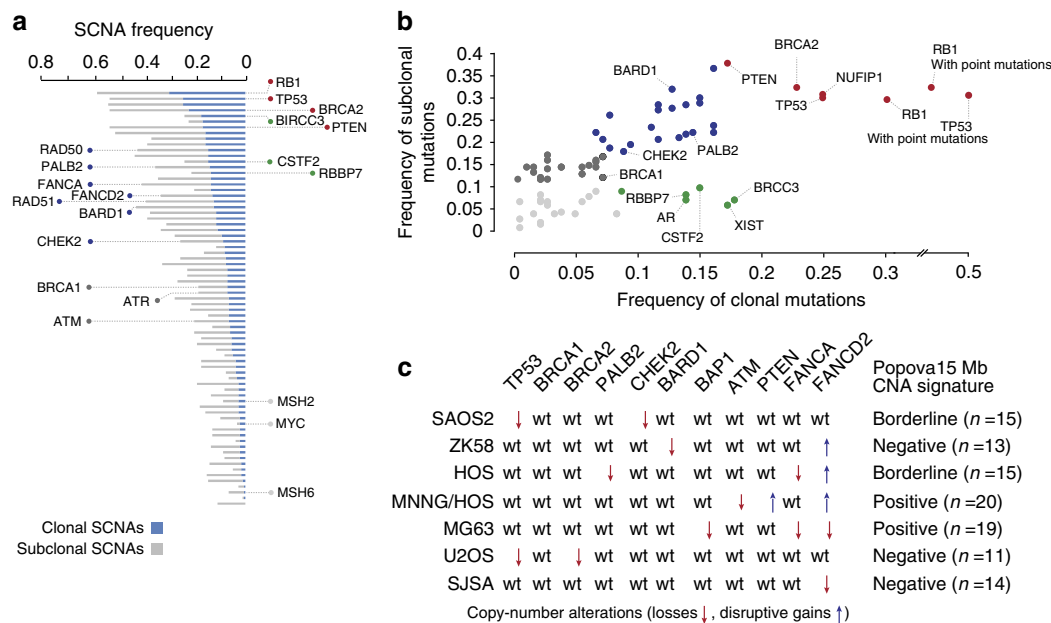 a
SCNA frequency
0.8 0.6 0.4 0.2 0
RB1
TP53
BRCA2
BIRCC3
PTEN
RAD50
CSTF2
PALB2
RBBP7
FANCA
FANCD2
RAD51
BARD1
CHEK2
BRCA1
ATR
ATM
MSH2
MYC
MSH6
Clonal SCNAs
Subclonal SCNAs
b
Frequency of subclonal
mutations
0.4
0.35
0.3
0.25
0.2
0.15
0.1
0.05
0
BRCA2
RB1
With point mutations
BARD1
PTEN
NUFIP1
TP53
RB1
With point mutations
TP53
CHEK2
PALB2
BRCA1
RBBP7
BRCC3
AR
XIST
CSTF2
0 0.05 0.1 0.15 0.2 0.25 0.3 0.5
Frequency of clonal mutations
c
TP53 BRCA1 BRCA2 PALB2 CHEK2 BARD1 BAP1 ATM PTEN FANCA FANCD2
Popova15 Mb
CNA signature
SAOS2 ↓ wt wt wt ↓ wt wt wt wt wt wt Borderline (n =15)
ZK58 wt wt wt wt wt ↓ wt wt wt wt ↑ Negative (n =13)
HOS wt wt wt ↓ wt wt wt wt wt ↓ ↑ Borderline (n =15)
MNNG/HOS wt wt wt wt wt wt wt ↓ ↑ wt ↑ Positive (n =20)
MG63 wt wt wt wt wt wt ↓ wt wt ↓ ↓ Positive (n =19)
U2OS ↓ wt ↓ wt wt wt wt wt wt wt wt Negative (n =11)
SJSA wt wt wt wt wt wt wt wt wt wt ↓ Negative (n =14)
Copy-number alterations (losses ↓, disruptive gains ↑)